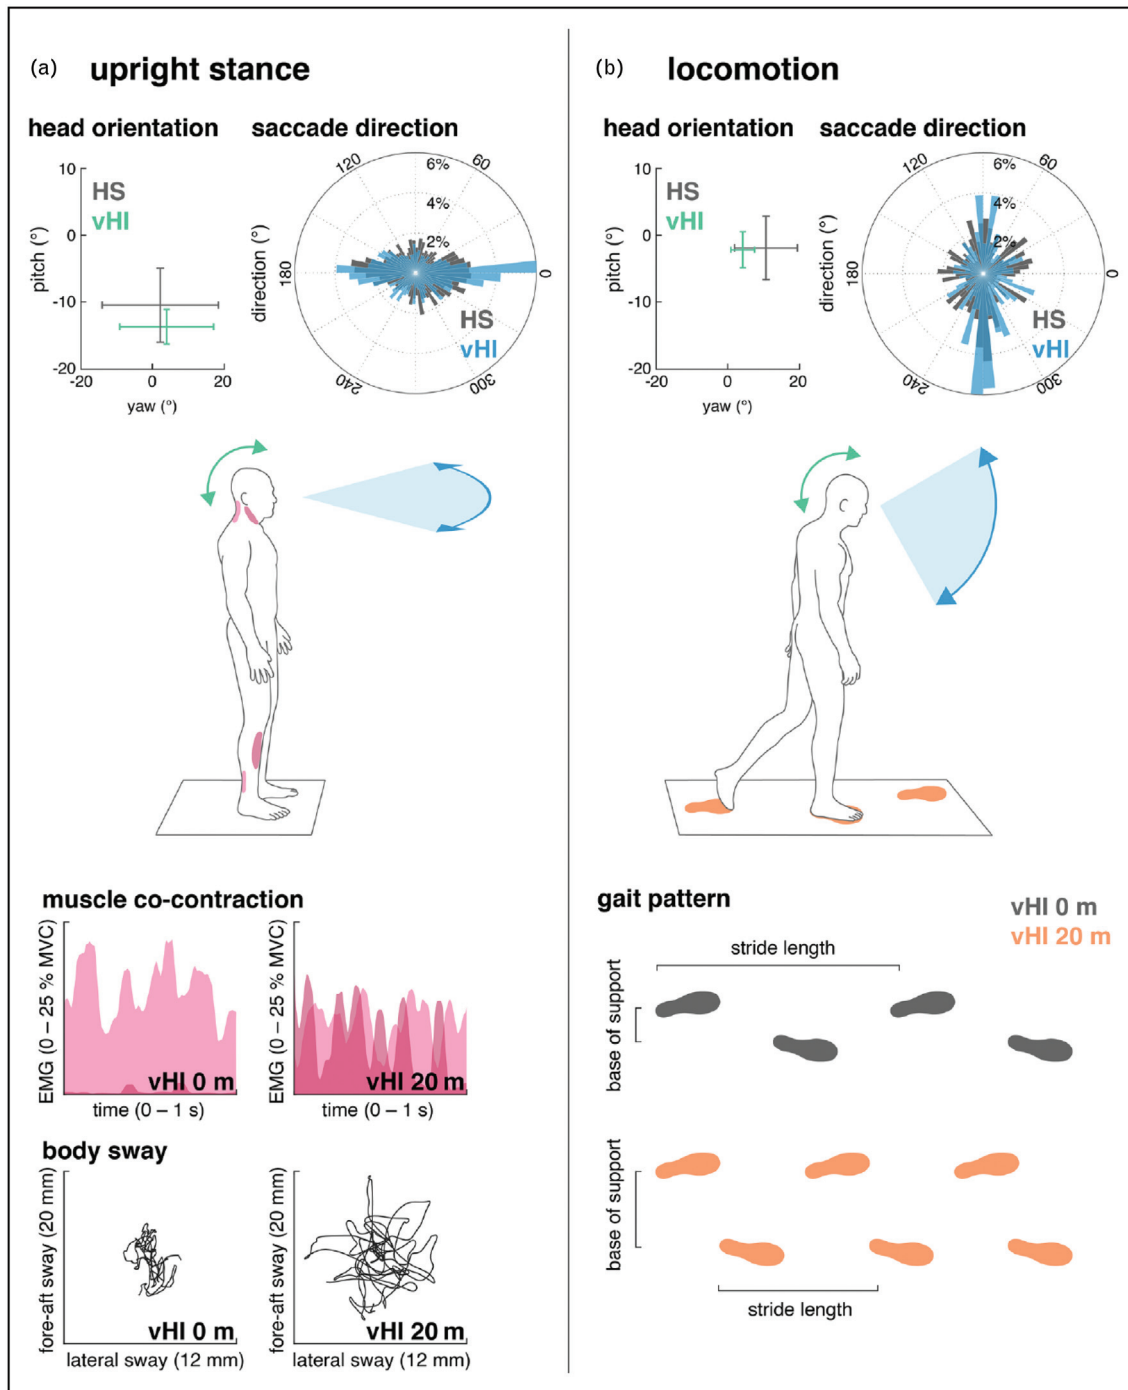 (a) upright stance
head orientation
saccade direction
10
0
-10
-20
pitch (°)
-20
0
20
yaw (°)
HS
vHI
120
6%
60
4%
2%
direction (°)
180
0
HS
vHI
240
300
muscle co-contraction
EMG (0 – 25 % MVC)
vHI 0 m
time (0 – 1 s)
EMG (0 – 25 % MVC)
vHI 20 m
time (0 – 1 s)
body sway
fore-aft sway (20 mm)
vHI 0 m
lateral sway (12 mm)
fore-aft sway (20 mm)
vHI 20 m
lateral sway (12 mm)
(b) locomotion
head orientation
saccade direction
10
0
-10
-20
pitch (°)
-20
0
20
yaw (°)
HS
vHI
120
6%
60
4%
2%
direction (°)
180
0
HS
vHI
240
300
gait pattern
vHI 0 m
vHI 20 m
stride length
base of support
base of support
stride length